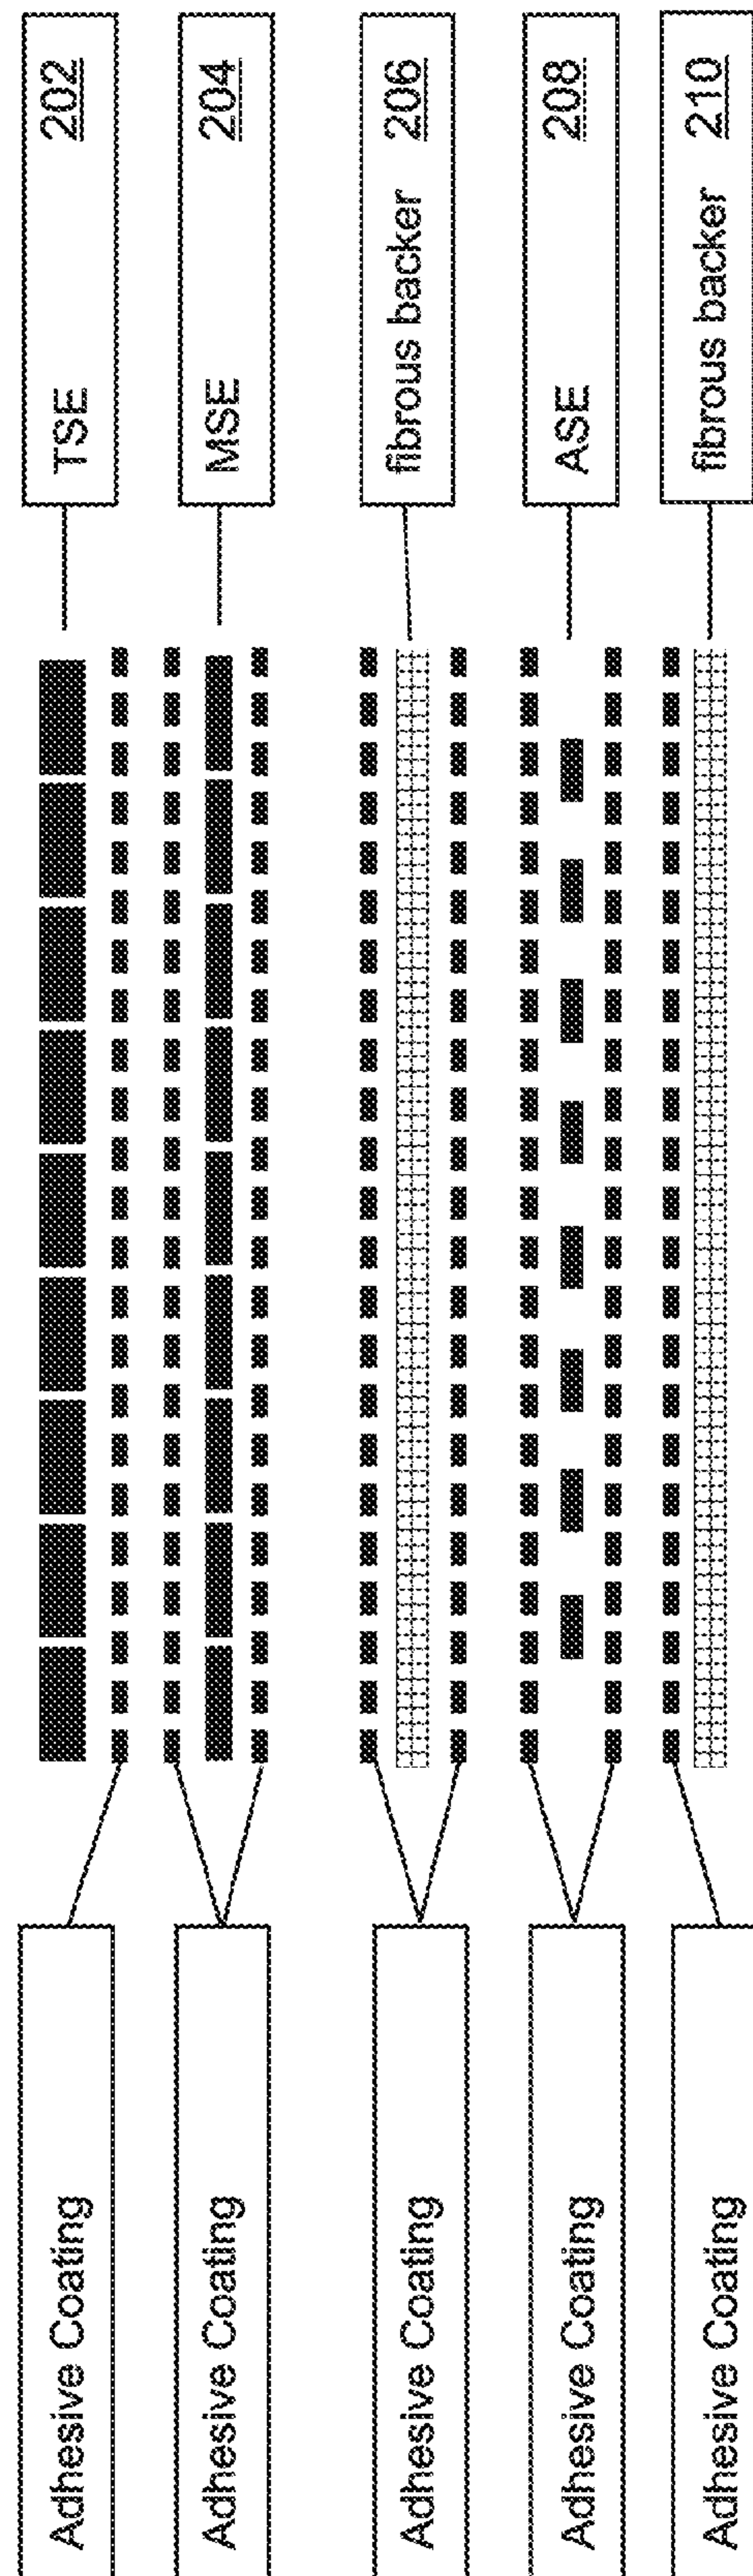 Adhesive Coating
TSE 202
Adhesive Coating
MSE 204
Adhesive Coating
fibrous backer 206
Adhesive Coating
ASE 208
Adhesive Coating
fibrous backer 210